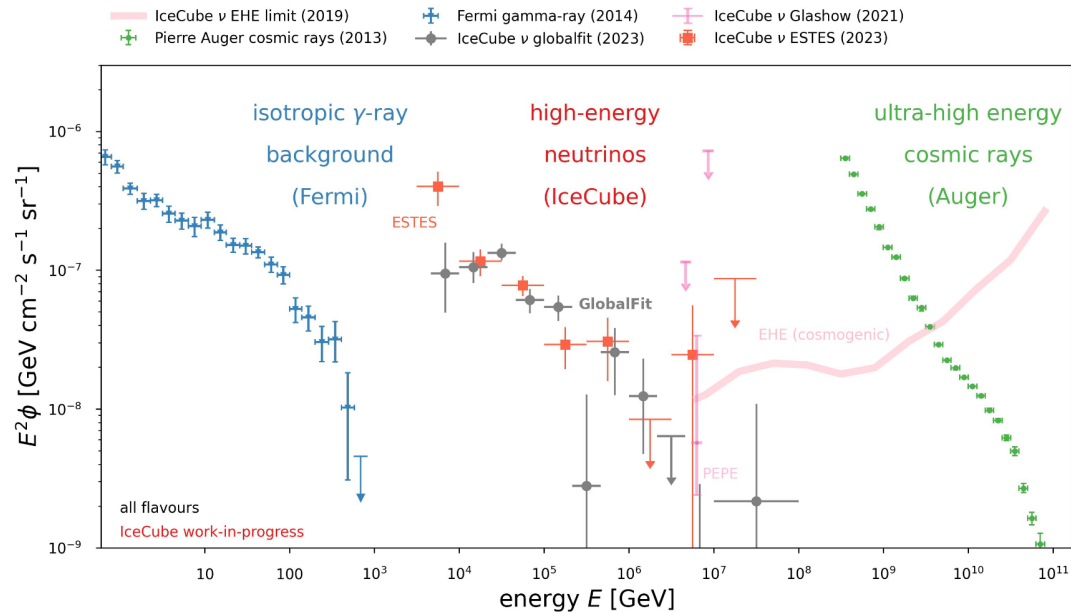 IceCube ν EHE limit (2019)
Fermi gamma-ray (2014)
IceCube ν Glashow (2021)
Pierre Auger cosmic rays (2013)
IceCube ν globalfit (2023)
IceCube ν ESTES (2023)
isotropic γ-ray
background
(Fermi)
high-energy
neutrinos
(IceCube)
ultra-high energy
cosmic rays
(Auger)
ESTES
GlobalFit
EHE (cosmogenic)
PEPE
all flavours
IceCube work-in-progress
10⁻⁶
10⁻⁷
10⁻⁸
10⁻⁹
E²ϕ [GeV cm⁻² s⁻¹ sr⁻¹]
10 100 10³ 10⁴ 10⁵ 10⁶ 10⁷ 10⁸ 10⁹ 10¹⁰ 10¹¹
energy E [GeV]